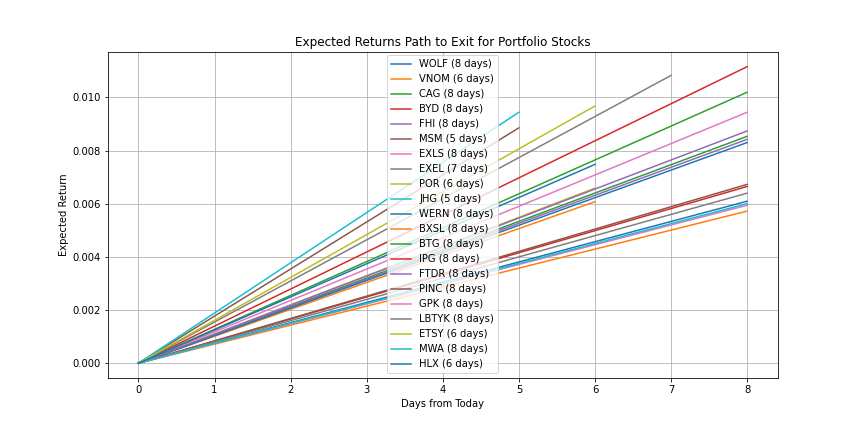 Expected Returns Path to Exit for Portfolio Stocks
WOLF (8 days)
VNOM (6 days)
CAG (8 days)
BYD (8 days)
FHI (8 days)
MSM (5 days)
EXLS (8 days)
EXEL (7 days)
POR (6 days)
JHG (5 days)
WERN (8 days)
BXSL (8 days)
BTG (8 days)
IPG (8 days)
FTDR (8 days)
PINC (8 days)
GPK (8 days)
LBTYK (8 days)
ETSY (6 days)
MWA (8 days)
HLX (6 days)
Expected Return
0.010
0.008
0.006
0.004
0.002
0.000
0 1 2 3 4 5 6 7 8
Days from Today